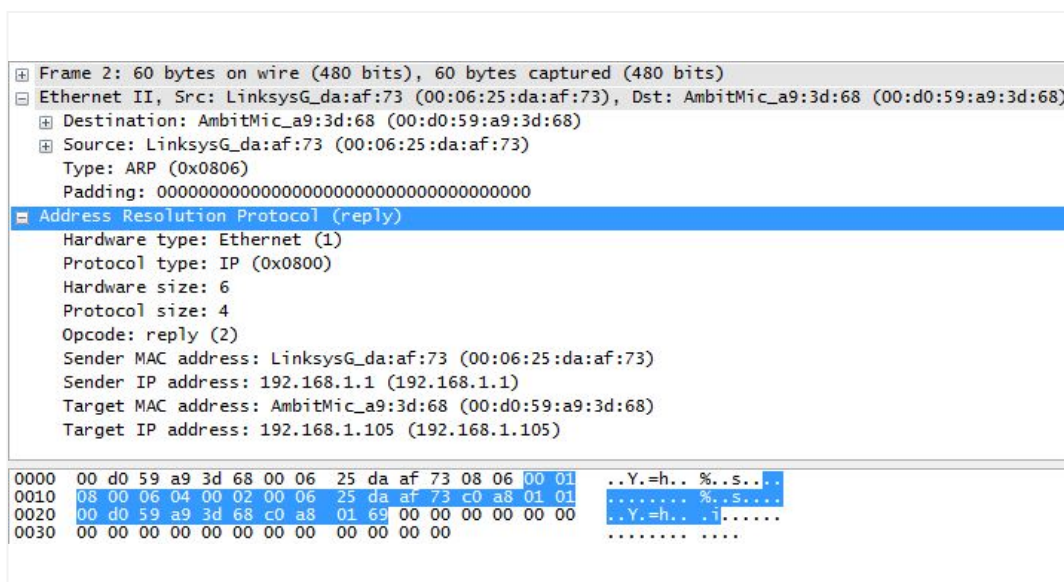 Frame 2: 60 bytes on wire (480 bits), 60 bytes captured (480 bits)
Ethernet II, Src: LinksysG_da:af:73 (00:06:25:da:af:73), Dst: AmbitMic_a9:3d:68 (00:d0:59:a9:3d:68)
Destination: AmbitMic_a9:3d:68 (00:d0:59:a9:3d:68)
Source: LinksysG_da:af:73 (00:06:25:da:af:73)
Type: ARP (0x0806)
Padding: 000000000000000000000000000000000000
Address Resolution Protocol (reply)
Hardware type: Ethernet (1)
Protocol type: IP (0x0800)
Hardware size: 6
Protocol size: 4
Opcode: reply (2)
Sender MAC address: LinksysG_da:af:73 (00:06:25:da:af:73)
Sender IP address: 192.168.1.1 (192.168.1.1)
Target MAC address: AmbitMic_a9:3d:68 (00:d0:59:a9:3d:68)
Target IP address: 192.168.1.105 (192.168.1.105)
0000 00 d0 59 a9 3d 68 00 06 25 da af 73 08 06 00 01 ..Y.=h.. %..s....
0010 08 00 06 04 00 02 00 06 25 da af 73 c0 a8 01 01 ........ %..s....
0020 00 d0 59 a9 3d 68 c0 a8 01 69 00 00 00 00 00 00 ..Y.=h.. .i......
0030 00 00 00 00 00 00 00 00 00 00 00 00 ........ ....